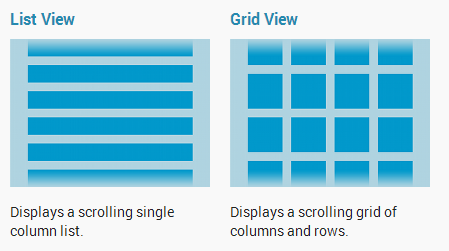 List View
Displays a scrolling single
column list.
Grid View
Displays a scrolling grid of
columns and rows.